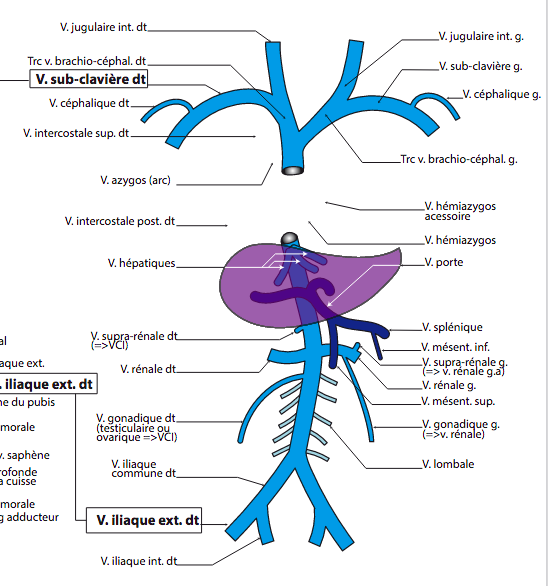 V. jugulaire int. dt
V. jugulaire int. g.
Trc v. brachio-céphal. dt
V. sub-clavière g.
V. sub-clavière dt
V. céphalique g.
V. céphalique dt
V. intercostale sup. dt
Trc v. brachio-céphal. g.
V. azygos (arc)
V. hémiazygos
acessoire
V. intercostale post. dt
V. hémiazygos
V. hépatiques
V. porte
V. splénique
V. supra-rénale dt
(=>VCI)
V. mésent. inf.
V. supra-rénale g.
(=> v. rénale g.a)
V. rénale dt
V. rénale g.
V. mésent. sup.
V. gonadique dt
(testiculaire ou
ovarique =>VCI)
V. gonadique g.
(=>v. rénale)
V. iliaque
commune dt
V. lombale
V. iliaque ext. dt
V. iliaque int. dt
al
aque ext.
. iliaque ext. dt
ne du pubis
morale
v. saphène
rofonde
a cuisse
morale
g adducteur